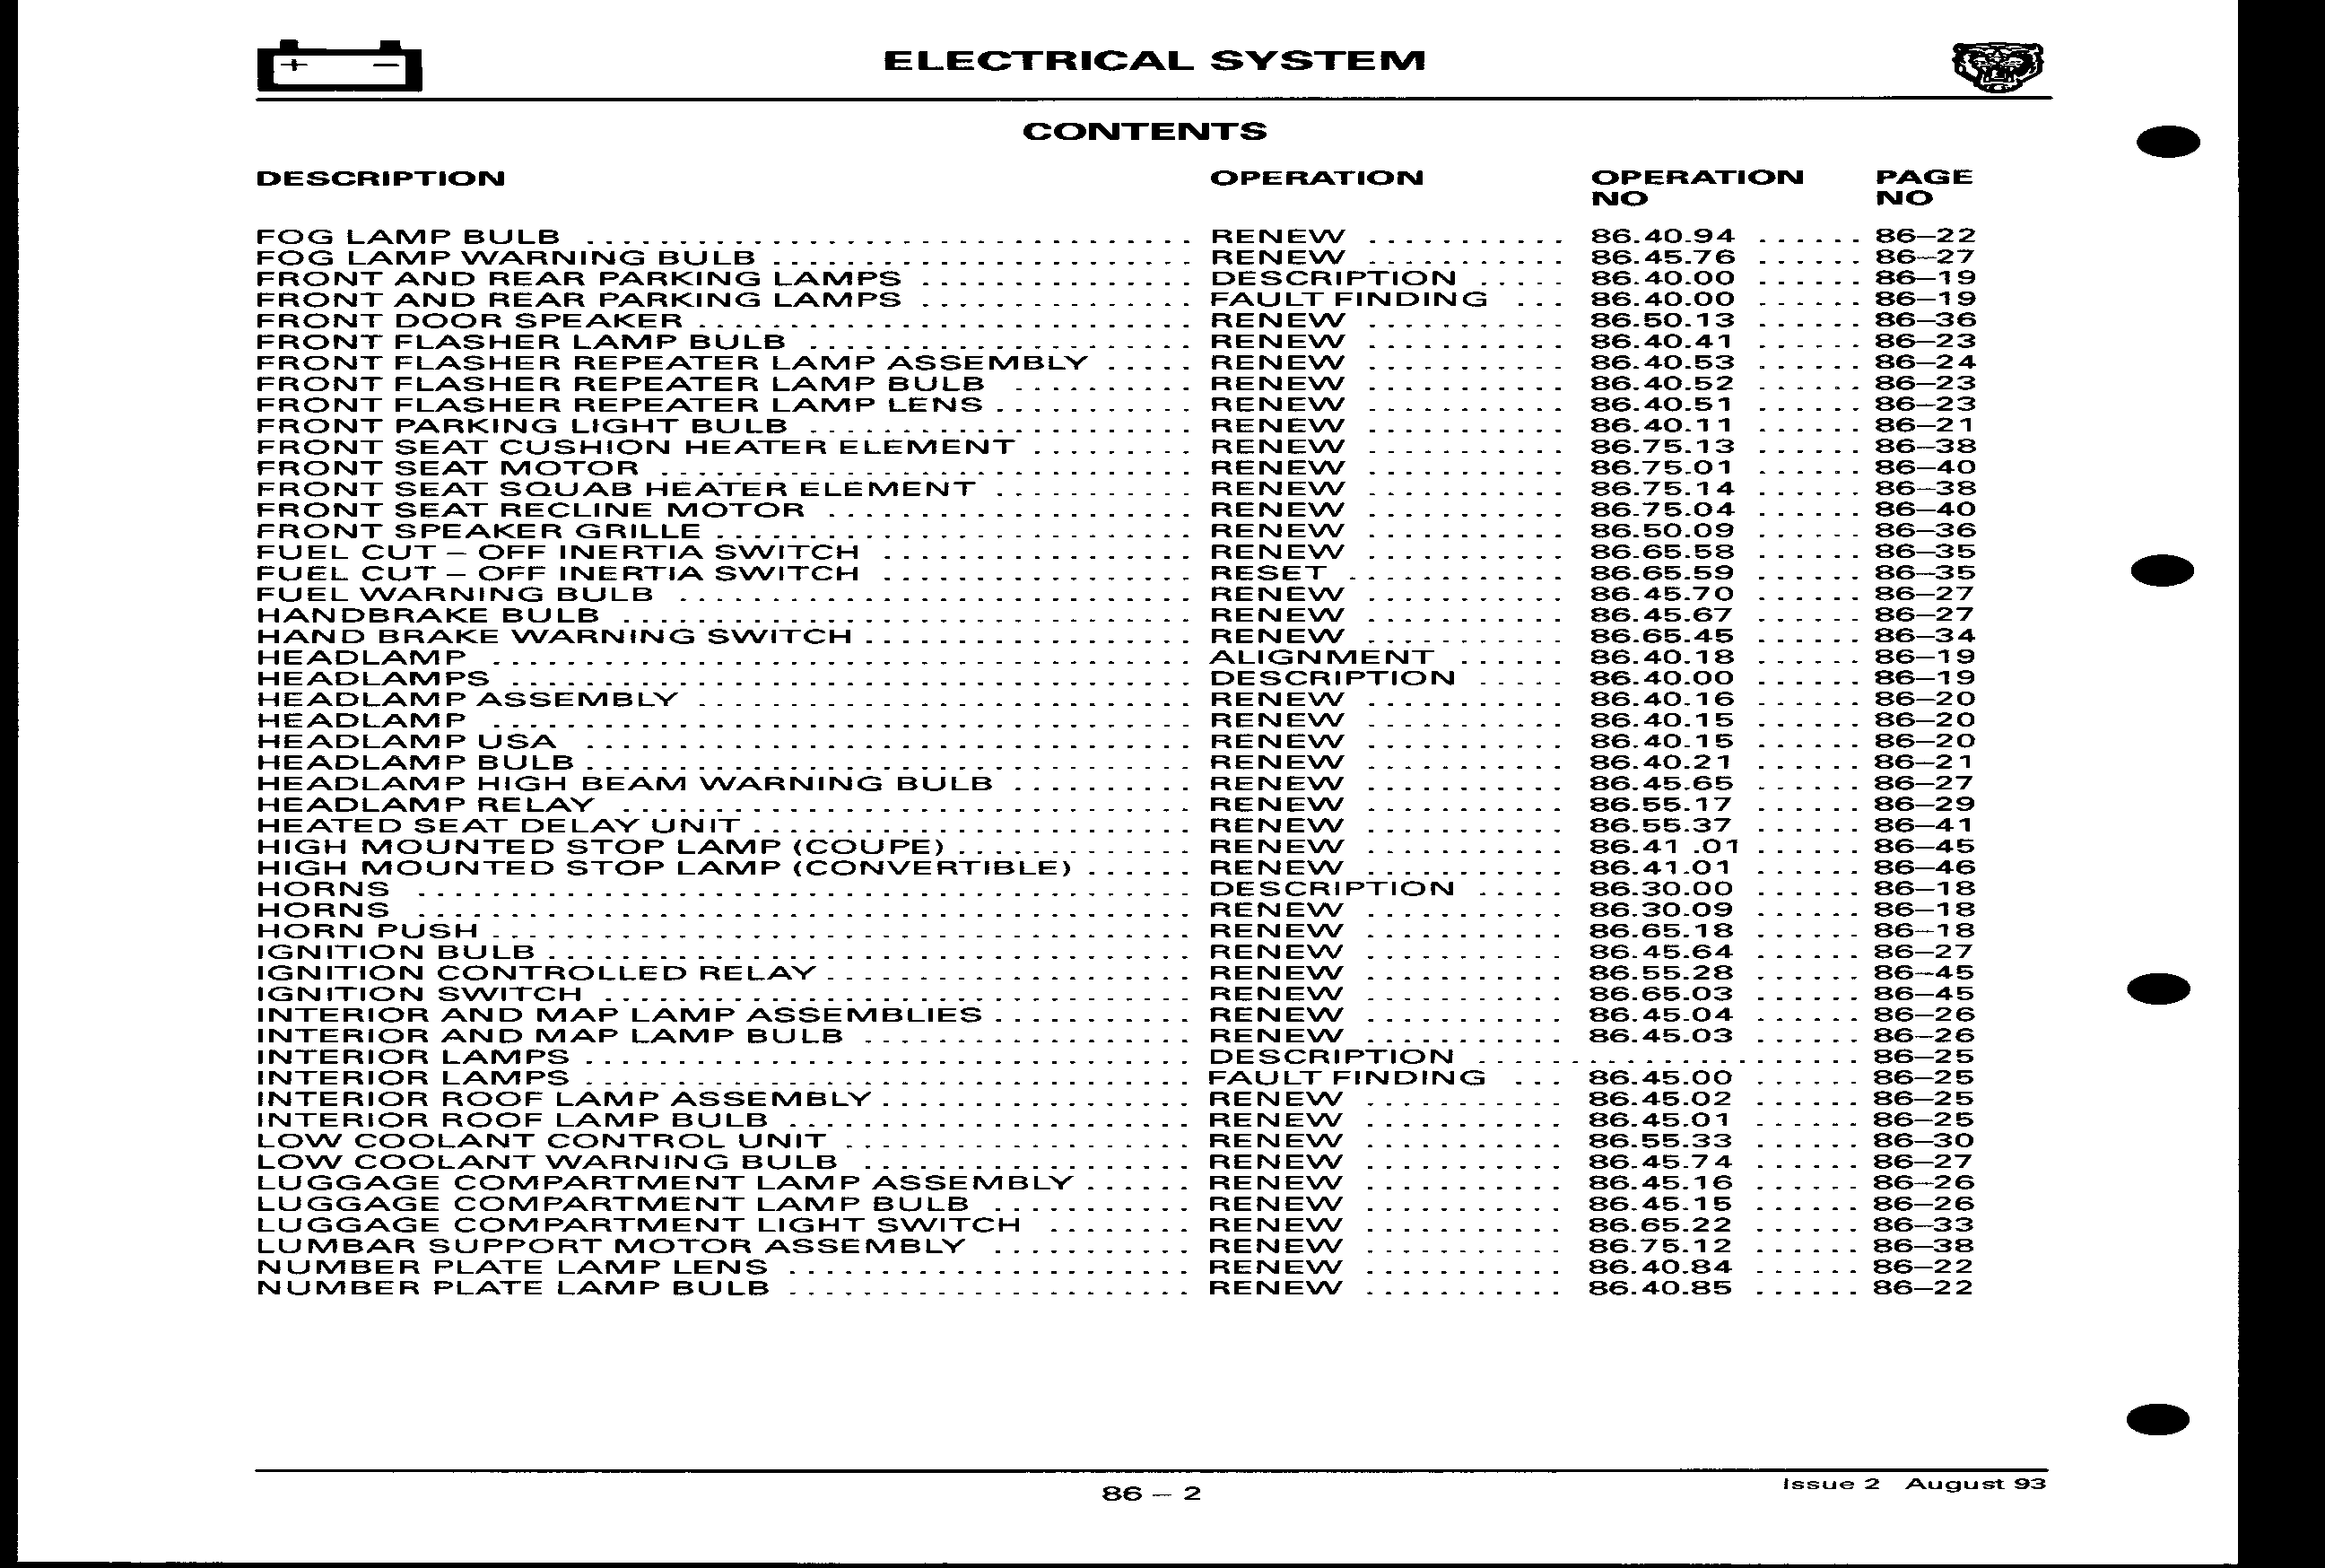 ELECTRICAL SYSTEM
CONTENTS
DESCRIPTION OPERATION OPERATION NO PAGE NO
FOG LAMP BULB RENEW 86.40.94 86–22
FOG LAMP WARNING BULB RENEW 86.45.76 86–27
FRONT AND REAR PARKING LAMPS DESCRIPTION 86.40.00 86–19
FRONT AND REAR PARKING LAMPS FAULT FINDING 86.40.00 86–19
FRONT DOOR SPEAKER RENEW 86.50.13 86–36
FRONT FLASHER LAMP BULB RENEW 86.40.41 86–23
FRONT FLASHER REPEATER LAMP ASSEMBLY RENEW 86.40.53 86–24
FRONT FLASHER REPEATER LAMP BULB RENEW 86.40.52 86–23
FRONT FLASHER REPEATER LAMP LENS RENEW 86.40.51 86–23
FRONT PARKING LIGHT BULB RENEW 86.40.11 86–21
FRONT SEAT CUSHION HEATER ELEMENT RENEW 86.75.13 86–38
FRONT SEAT MOTOR RENEW 86.75.01 86–40
FRONT SEAT SQUAB HEATER ELEMENT RENEW 86.75.14 86–38
FRONT SEAT RECLINE MOTOR RENEW 86.75.04 86–40
FRONT SPEAKER GRILLE RENEW 86.50.09 86–36
FUEL CUT – OFF INERTIA SWITCH RENEW 86.65.58 86–35
FUEL CUT – OFF INERTIA SWITCH RESET 86.65.59 86–35
FUEL WARNING BULB RENEW 86.45.70 86–27
HANDBRAKE BULB RENEW 86.45.67 86–27
HAND BRAKE WARNING SWITCH RENEW 86.65.45 86–34
HEADLAMP ALIGNMENT 86.40.18 86–19
HEADLAMPS DESCRIPTION 86.40.00 86–19
HEADLAMP ASSEMBLY RENEW 86.40.16 86–20
HEADLAMP RENEW 86.40.15 86–20
HEADLAMP USA RENEW 86.40.15 86–20
HEADLAMP BULB RENEW 86.40.21 86–21
HEADLAMP HIGH BEAM WARNING BULB RENEW 86.45.65 86–27
HEADLAMP RELAY RENEW 86.55.17 86–29
HEATED SEAT DELAY UNIT RENEW 86.55.37 86–41
HIGH MOUNTED STOP LAMP (COUPE) RENEW 86.41 .01 86–45
HIGH MOUNTED STOP LAMP (CONVERTIBLE) RENEW 86.41.01 86–46
HORNS DESCRIPTION 86.30.00 86–18
HORNS RENEW 86.30.09 86–18
HORN PUSH RENEW 86.65.18 86–18
IGNITION BULB RENEW 86.45.64 86–27
IGNITION CONTROLLED RELAY RENEW 86.55.28 86–45
IGNITION SWITCH RENEW 86.65.03 86–45
INTERIOR AND MAP LAMP ASSEMBLIES RENEW 86.45.04 86–26
INTERIOR AND MAP LAMP BULB RENEW 86.45.03 86–26
INTERIOR LAMPS DESCRIPTION 86–25
INTERIOR LAMPS FAULT FINDING 86.45.00 86–25
INTERIOR ROOF LAMP ASSEMBLY RENEW 86.45.02 86–25
INTERIOR ROOF LAMP BULB RENEW 86.45.01 86–25
LOW COOLANT CONTROL UNIT RENEW 86.55.33 86–30
LOW COOLANT WARNING BULB RENEW 86.45.74 86–27
LUGGAGE COMPARTMENT LAMP ASSEMBLY RENEW 86.45.16 86–26
LUGGAGE COMPARTMENT LAMP BULB RENEW 86.45.15 86–26
LUGGAGE COMPARTMENT LIGHT SWITCH RENEW 86.65.22 86–33
LUMBAR SUPPORT MOTOR ASSEMBLY RENEW 86.75.12 86–38
NUMBER PLATE LAMP LENS RENEW 86.40.84 86–22
NUMBER PLATE LAMP BULB RENEW 86.40.85 86–22
Issue 2 August 93
86 – 2